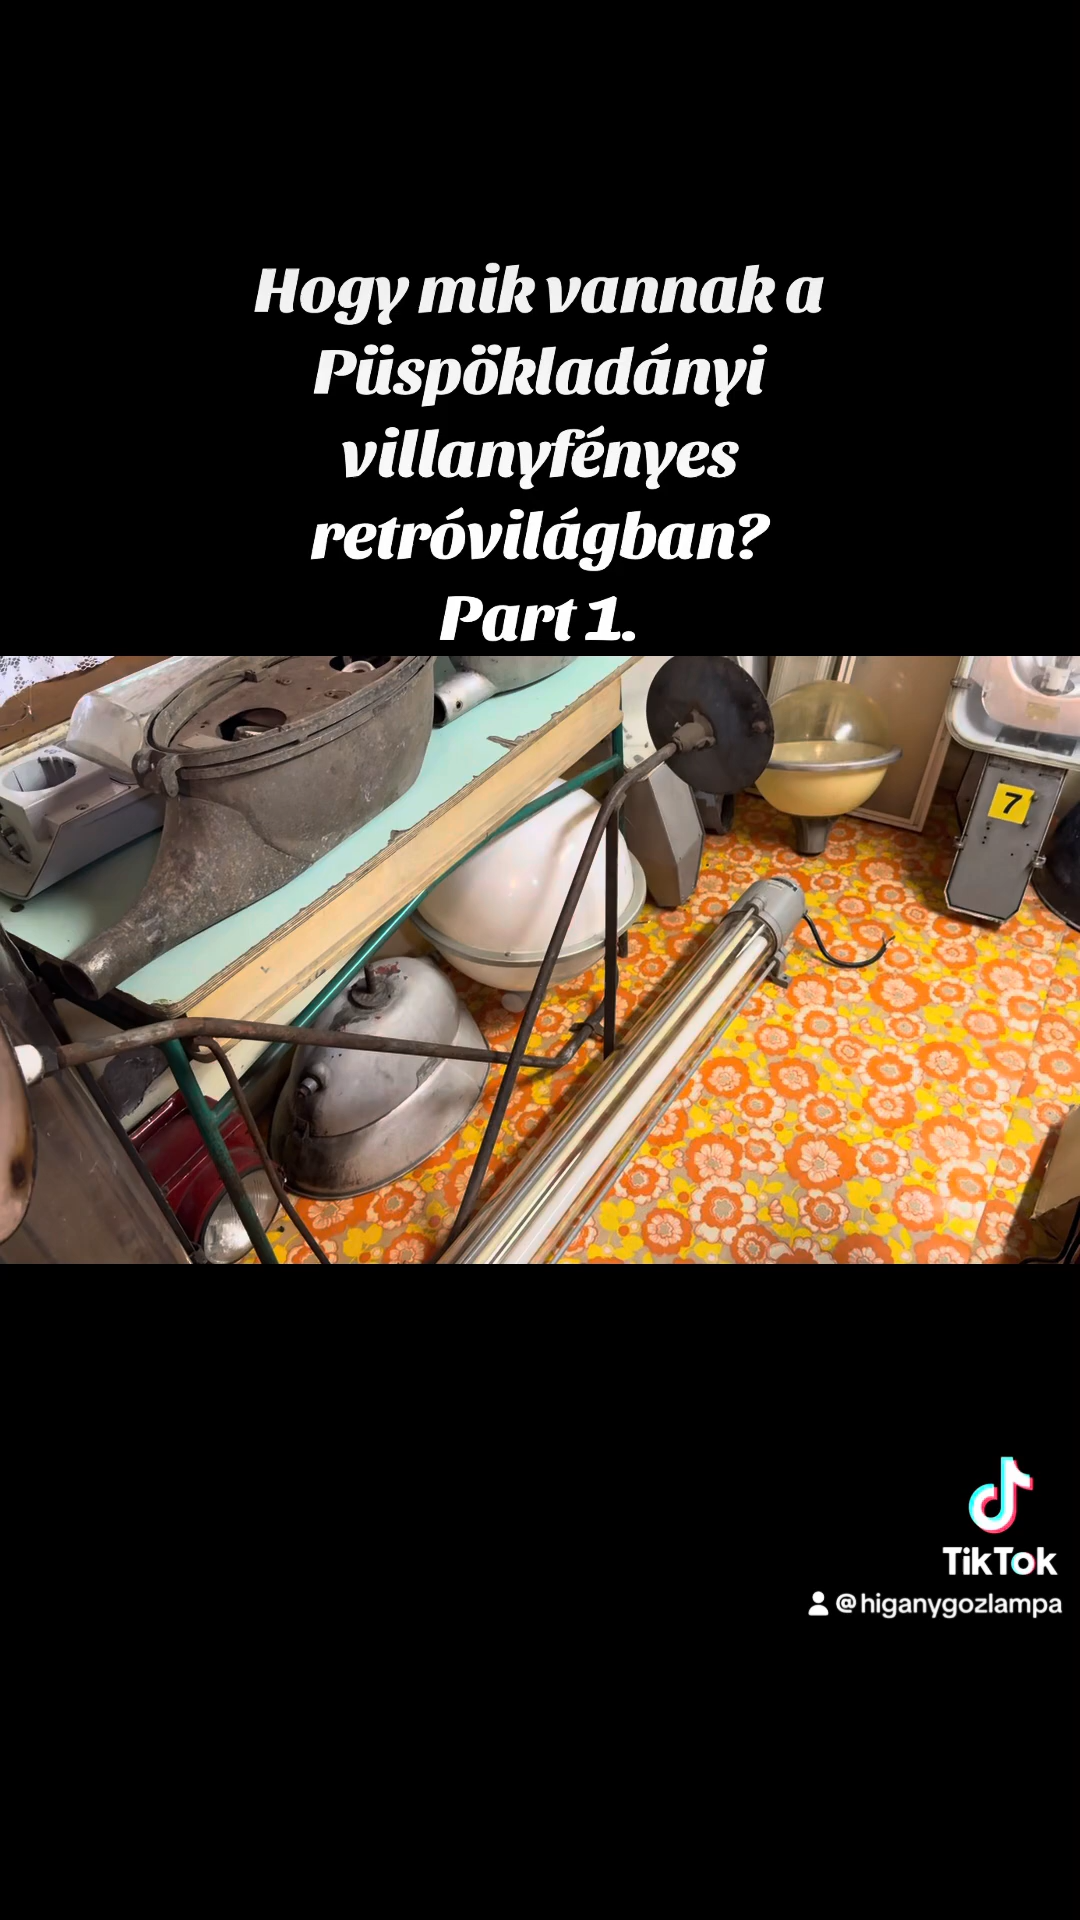 Hogy mik vannak a
Püspökladányi
villanyfényes
retróvilágban?
Part 1.
7
TikTok
@higanygozlampa